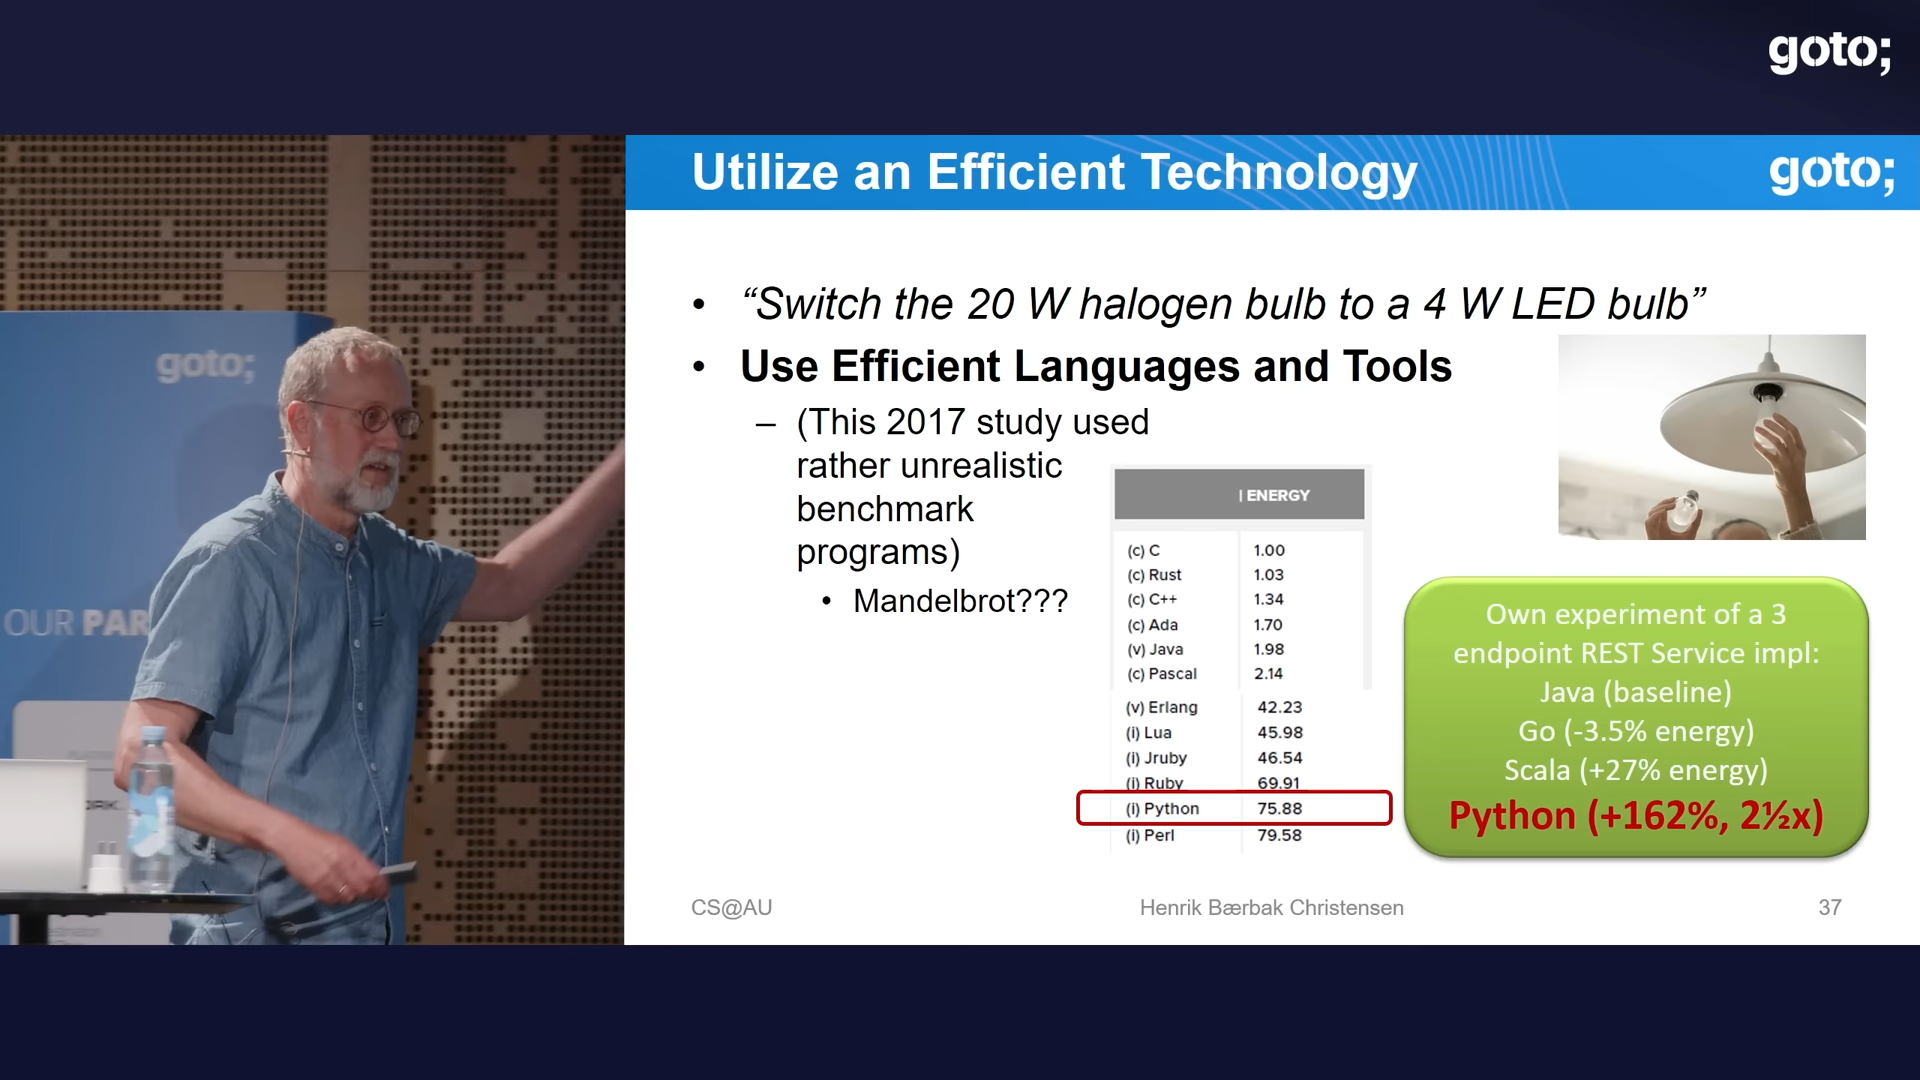 goto;
Utilize an Efficient Technology
goto;
• “Switch the 20 W halogen bulb to a 4 W LED bulb”
• Use Efficient Languages and Tools
– (This 2017 study used
rather unrealistic
benchmark
programs)
• Mandelbrot???
| ENERGY
(c) C 1.00
(c) Rust 1.03
(c) C++ 1.34
(c) Ada 1.70
(v) Java 1.98
(c) Pascal 2.14
(v) Erlang 42.23
(i) Lua 45.98
(i) Jruby 46.54
(i) Ruby 69.91
(i) Python 75.88
(i) Perl 79.58
Own experiment of a 3
endpoint REST Service impl:
Java (baseline)
Go (-3.5% energy)
Scala (+27% energy)
Python (+162%, 2½x)
CS@AU
Henrik Bærbak Christensen
37
goto;
OUR PAR